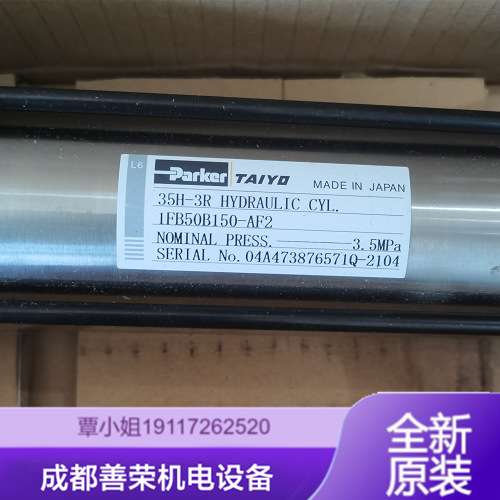 L6
Parker TAIYO MADE IN JAPAN
35H-3R HYDRAULIC CYL.
1FB50B150-AF2
NOMINAL PRESS. 3.5MPa
SERIAL No. 04A473876571Q-2104
覃小姐19117262520
成都善荣机电设备
全新
原装